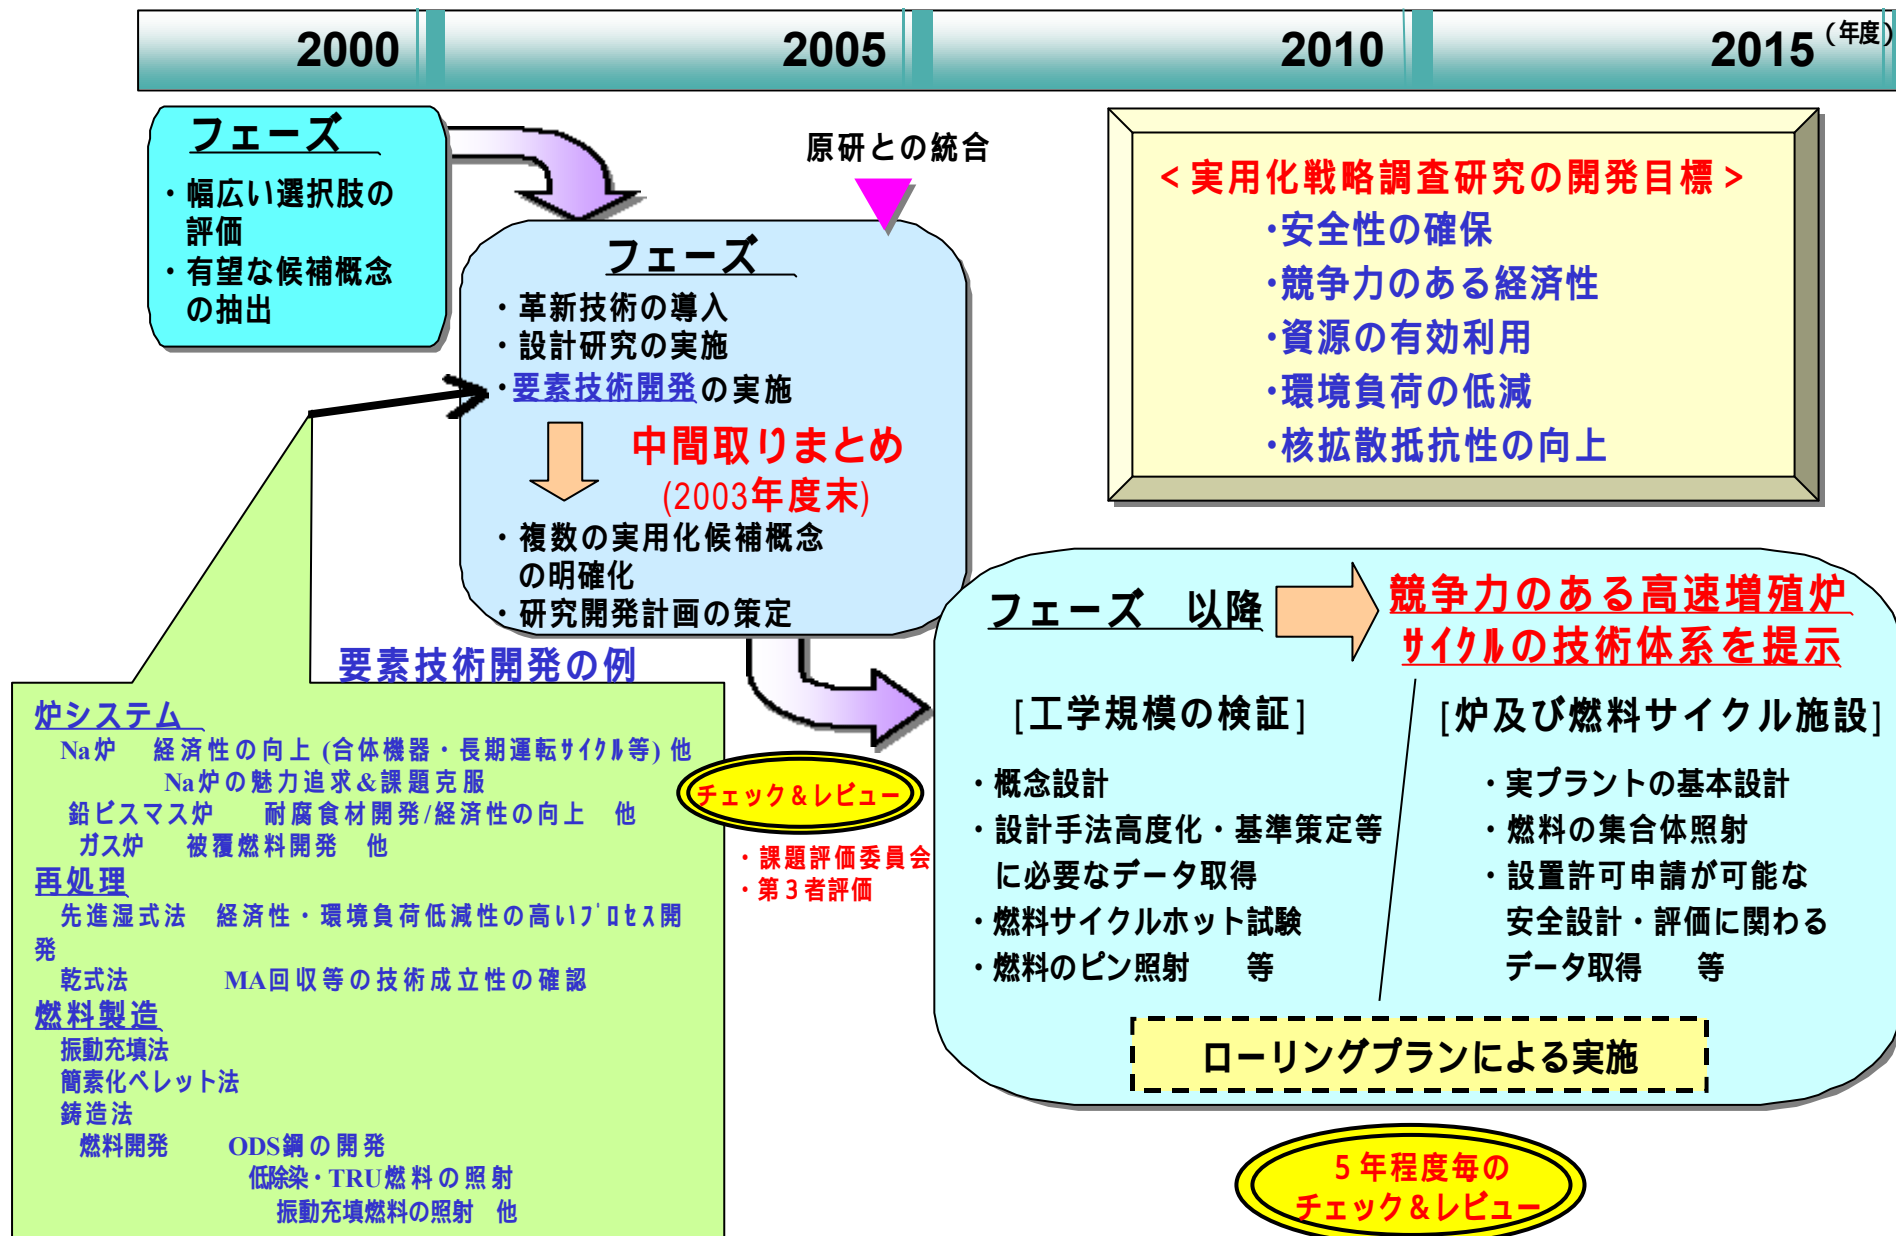 2000
2005
2010
2015
（年度）
フェーズ
・幅広い選択肢の
評価
・有望な候補概念
の抽出
原研との統合
＜実用化戦略調査研究の開発目標＞
・安全性の確保
・競争力のある経済性
・資源の有効利用
・環境負荷の低減
・核拡散抵抗性の向上
フェーズ
・革新技術の導入
・設計研究の実施
・要素技術開発の実施
中間取りまとめ
(2003年度末)
・複数の実用化候補概念
の明確化
・研究開発計画の策定
要素技術開発の例
炉システム
Na炉　経済性の向上 (合体機器・長期運転ｻｲｸﾙ等) 他
Na炉の魅力追求&課題克服
鉛ビスマス炉　耐腐食材開発/経済性の向上　他
ガス炉　被覆燃料開発　他
再処理
先進湿式法　経済性・環境負荷低減性の高いﾌﾟﾛｾｽ開
発
乾式法　MA回収等の技術成立性の確認
燃料製造
振動充填法
簡素化ペレット法
鋳造法
燃料開発　ODS鋼の開発
低除染・TRU燃料の照射
振動充填燃料の照射　他
チェック＆レビュー
・課題評価委員会
・第３者評価
フェーズ　以降
競争力のある高速増殖炉
ｻｲｸﾙの技術体系を提示
[工学規模の検証]
・概念設計
・設計手法高度化・基準策定等
に必要なデータ取得
・燃料サイクルホット試験
・燃料のピン照射　等
[炉及び燃料サイクル施設]
・実プラントの基本設計
・燃料の集合体照射
・設置許可申請が可能な
安全設計・評価に関わる
データ取得　等
ローリングプランによる実施
５年程度毎の
チェック＆レビュー